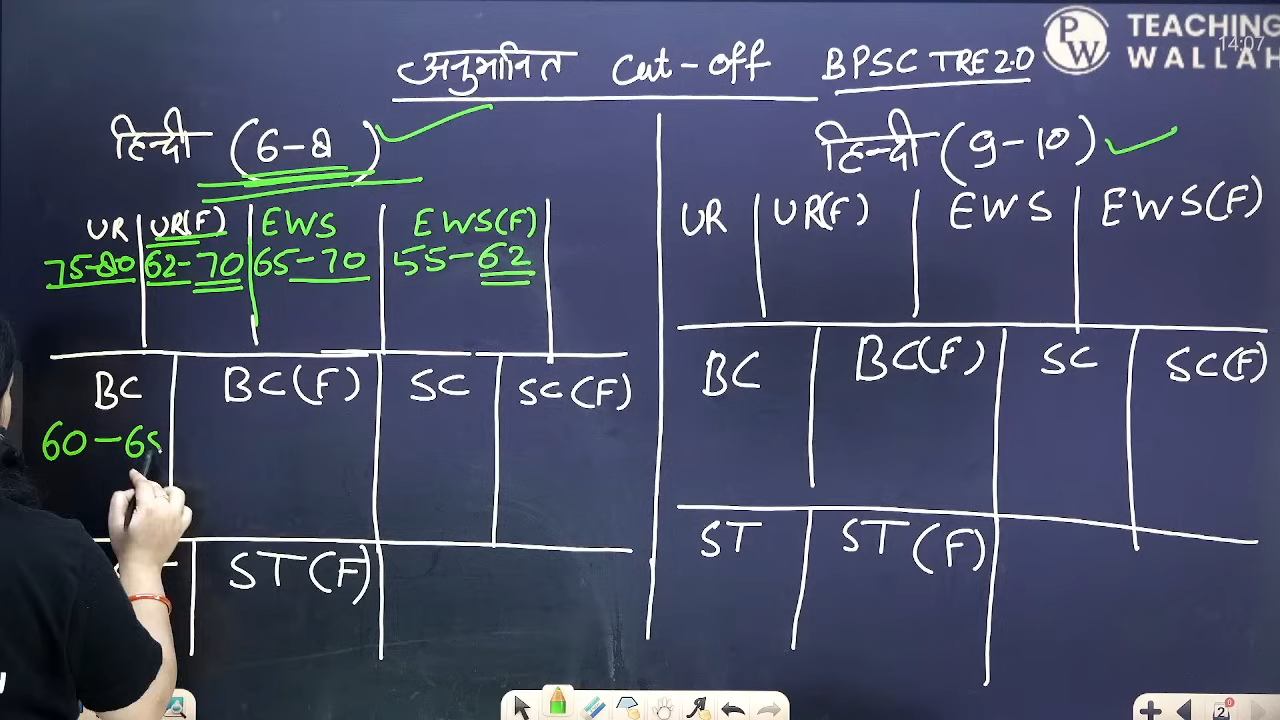 अनुमानित Cut-off BPSC TRE 2.0
TEACHING
WALLAH
14:07
PW
हिन्दी (6-8)
UR UR(F) EWS EWS(F)
75-80 62-70 65-70 55-62
BC BC(F) SC SC(F)
60-65
ST(F)
हिन्दी (9-10)
UR UR(F) EWS EWS(F)
BC BC(F) SC SC(F)
ST ST(F)
2